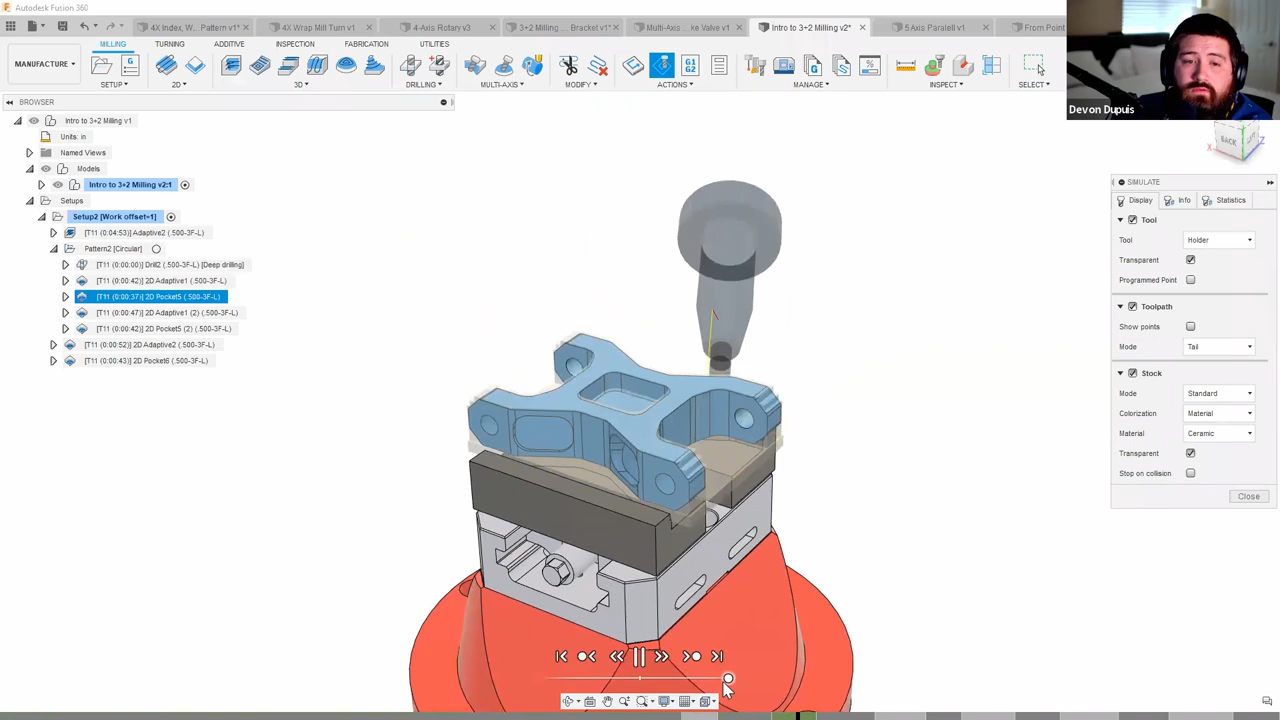 Autodesk Fusion 360
4X Index, W... Pattern v1*
4X Wrap Mill Turn v1
4-Axis Rotary v3
3+2 Milling ... Bracket v1*
Multi-Axis ... ke Valve v1
Intro to 3+2 Milling v2*
5 Axis Paralell v1
From Point
MANUFACTURE
MILLING
TURNING
ADDITIVE
INSPECTION
FABRICATION
UTILITIES
SETUP
2D
3D
DRILLING
MULTI-AXIS
MODIFY
ACTIONS
MANAGE
INSPECT
SELECT
G1
G2
Devon Dupuis
BROWSER
Intro to 3+2 Milling v1
Units: in
Named Views
Models
Intro to 3+2 Milling v2:1
Setups
Setup2 [Work offset=1]
[T11 (0:04:53)] Adaptive2 (.500-3F-L)
Pattern2 [Circular]
[T11 (0:00:00)] Drill2 (.500-3F-L) [Deep drilling]
[T11 (0:00:42)] 2D Adaptive1 (.500-3F-L)
[T11 (0:00:37)] 2D Pocket5 (.500-3F-L)
[T11 (0:00:47)] 2D Adaptive1 (2) (.500-3F-L)
[T11 (0:00:42)] 2D Pocket5 (2) (.500-3F-L)
[T11 (0:00:52)] 2D Adaptive2 (.500-3F-L)
[T11 (0:00:43)] 2D Pocket6 (.500-3F-L)
BACK
X
Z
SIMULATE
Display
Info
Statistics
Tool
Tool
Holder
Transparent
Programmed Point
Toolpath
Show points
Mode
Tail
Stock
Mode
Standard
Colorization
Material
Material
Ceramic
Transparent
Stop on collision
Close